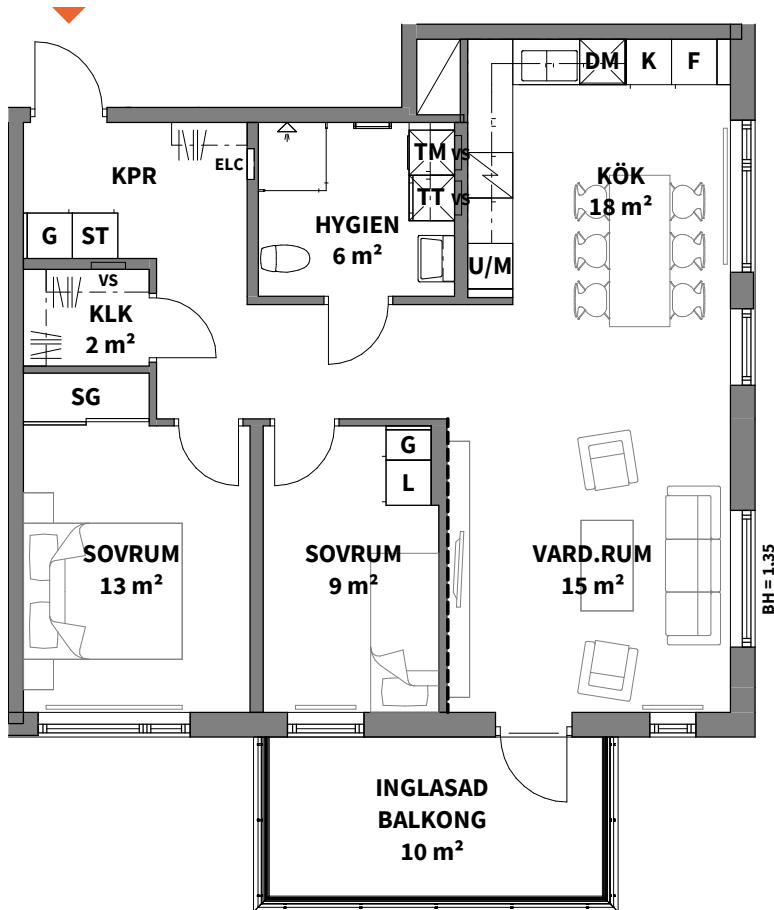 DM
K
F
TM
VS
TT
VS
ELC
KPR
KÖK
18 m²
HYGIEN
6 m²
G
ST
U/M
VS
KLK
2 m²
SG
G
L
SOVRUM
13 m²
SOVRUM
9 m²
VARD.RUM
15 m²
BH = 1.35
INGLASAD
BALKONG
10 m²